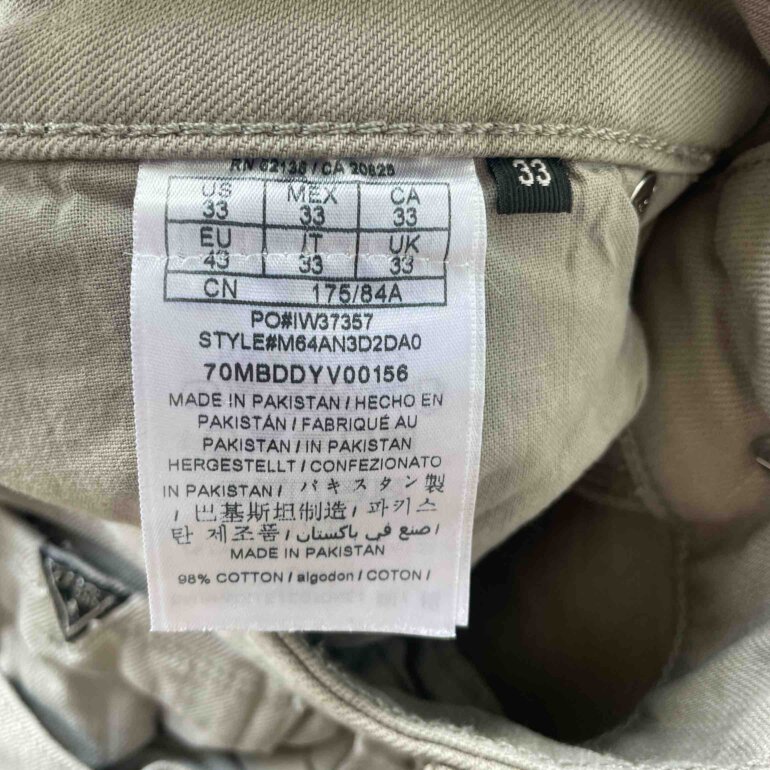 RN 62136 / CA 20825
33
US MEX CA
33 33 33
EU IT UK
43 33 33
CN 175/84A
PO#IW37357
STYLE#M64AN3D2DA0
70MBDDYV00156
MADE IN PAKISTAN / HECHO EN
PAKISTÁN / FABRIQUÉ AU
PAKISTAN / IN PAKISTAN
HERGESTELLT / CONFEZIONATO
IN PAKISTAN / パキスタン製
/ 巴基斯坦制造 / 파키스
탄 제조품 / صنع في باكستان /
MADE IN PAKISTAN
98% COTTON / algodon / COTON /